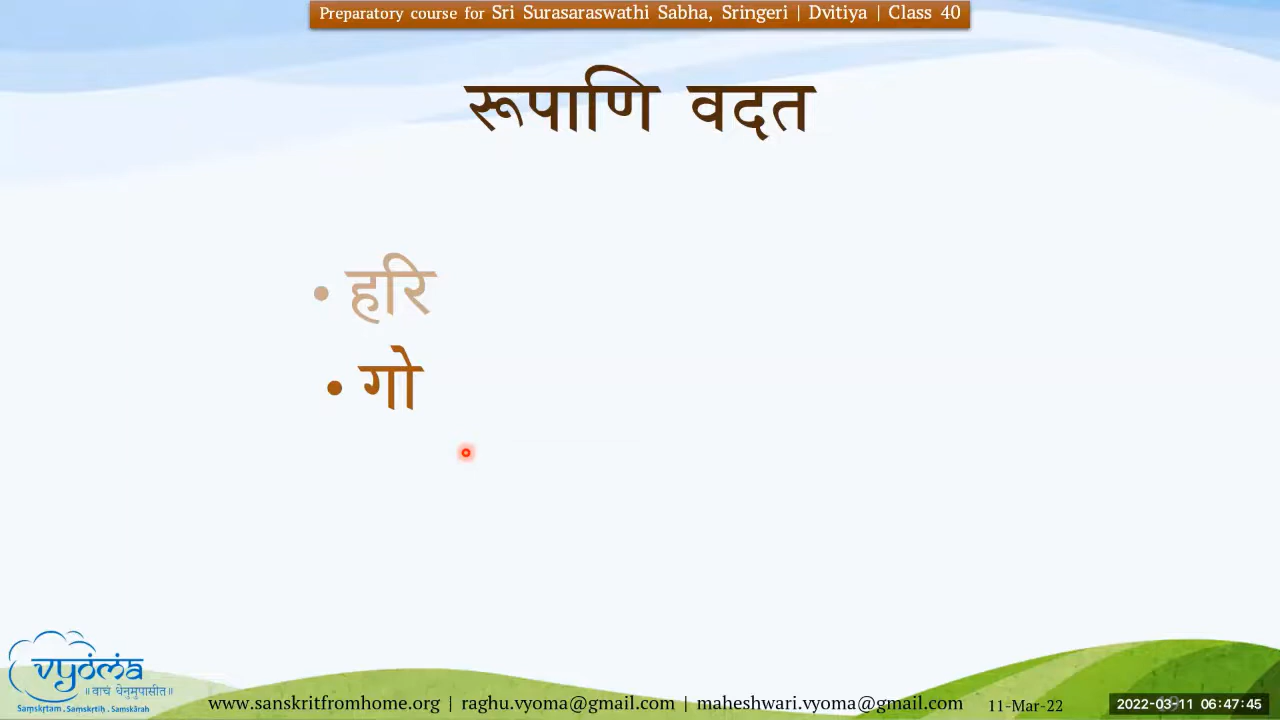 Preparatory course for Sri Surasaraswathi Sabha, Sringeri | Dvitiya | Class 40
रूपाणि वदत
• हरि
• गो
vyoma
॥ वाचं धेनुमुपासीत॥
Saṃskṛtam . Saṃskṛtiḥ . Saṃskāraḥ
www.sanskritfromhome.org | raghu.vyoma@gmail.com | maheshwari.vyoma@gmail.com
11-Mar-22
2022-03-11 06:47:45